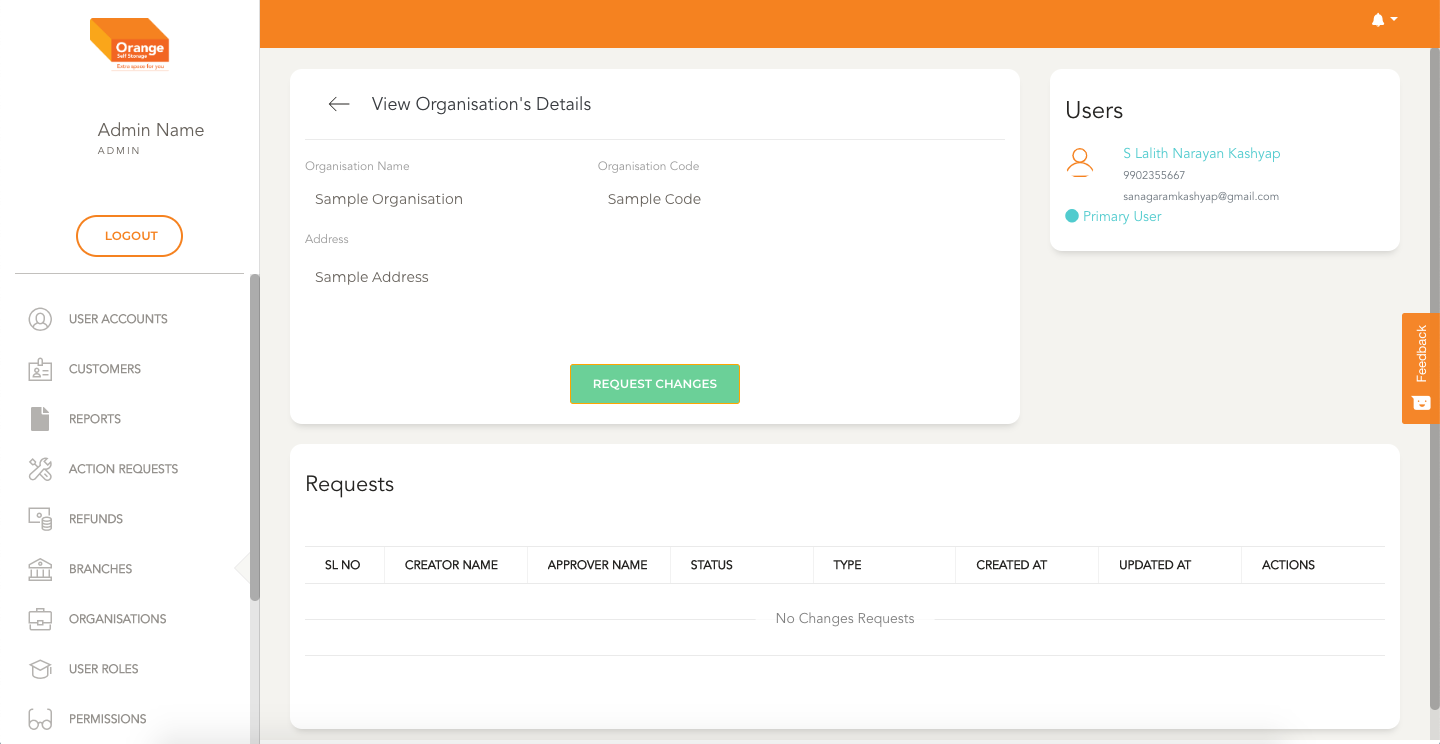 Orange
Self Storage
Extra space for you
Admin Name
ADMIN
LOGOUT
USER ACCOUNTS
CUSTOMERS
REPORTS
ACTION REQUESTS
REFUNDS
BRANCHES
ORGANISATIONS
USER ROLES
PERMISSIONS
View Organisation's Details
Organisation Name
Organisation Code
Sample Organisation
Sample Code
Address
Sample Address
REQUEST CHANGES
Users
S Lalith Narayan Kashyap
9902355667
sanagaramkashyap@gmail.com
Primary User
Feedback
Requests
SL NO CREATOR NAME APPROVER NAME STATUS TYPE CREATED AT UPDATED AT ACTIONS
No Changes Requests